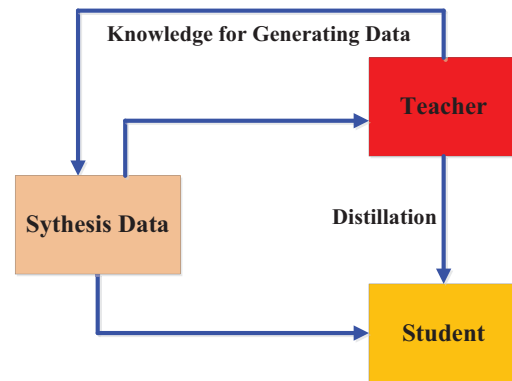 Knowledge for Generating Data
Teacher
Sythesis Data
Distillation
Student